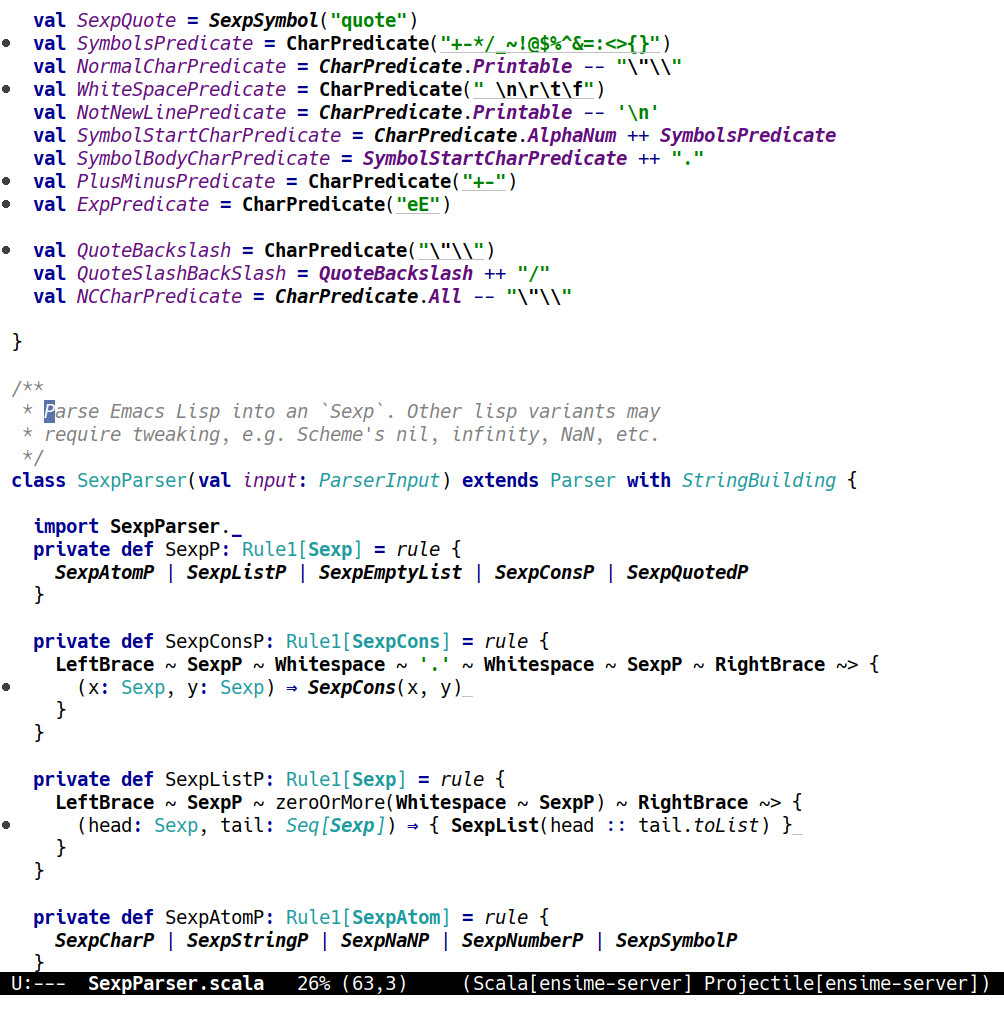 val SexpQuote = SexpSymbol("quote")
  val SymbolsPredicate = CharPredicate("+-*/_~!@$%^&=:<>{}")
  val NormalCharPredicate = CharPredicate.Printable -- "\"\\"
  val WhiteSpacePredicate = CharPredicate(" \n\r\t\f")
  val NotNewLinePredicate = CharPredicate.Printable -- '\n'
  val SymbolStartCharPredicate = CharPredicate.AlphaNum ++ SymbolsPredicate
  val SymbolBodyCharPredicate = SymbolStartCharPredicate ++ "."
  val PlusMinusPredicate = CharPredicate("+-")
  val ExpPredicate = CharPredicate("eE")

  val QuoteBackslash = CharPredicate("\"\\")
  val QuoteSlashBackSlash = QuoteBackslash ++ "/"
  val NCCharPredicate = CharPredicate.All -- "\"\\"

}

/**
 * Parse Emacs Lisp into an `Sexp`. Other lisp variants may
 * require tweaking, e.g. Scheme's nil, infinity, NaN, etc.
 */
class SexpParser(val input: ParserInput) extends Parser with StringBuilding {

  import SexpParser._
  private def SexpP: Rule1[Sexp] = rule {
    SexpAtomP | SexpListP | SexpEmptyList | SexpConsP | SexpQuotedP
  }

  private def SexpConsP: Rule1[SexpCons] = rule {
    LeftBrace ~ SexpP ~ Whitespace ~ '.' ~ Whitespace ~ SexpP ~ RightBrace ~> {
      (x: Sexp, y: Sexp) ⇒ SexpCons(x, y)
    }
  }

  private def SexpListP: Rule1[Sexp] = rule {
    LeftBrace ~ SexpP ~ zeroOrMore(Whitespace ~ SexpP) ~ RightBrace ~> {
      (head: Sexp, tail: Seq[Sexp]) ⇒ { SexpList(head :: tail.toList) }
    }
  }

  private def SexpAtomP: Rule1[SexpAtom] = rule {
    SexpCharP | SexpStringP | SexpNaNP | SexpNumberP | SexpSymbolP
  }
U:---  SexpParser.scala   26% (63,3)     (Scala[ensime-server] Projectile[ensime-server])